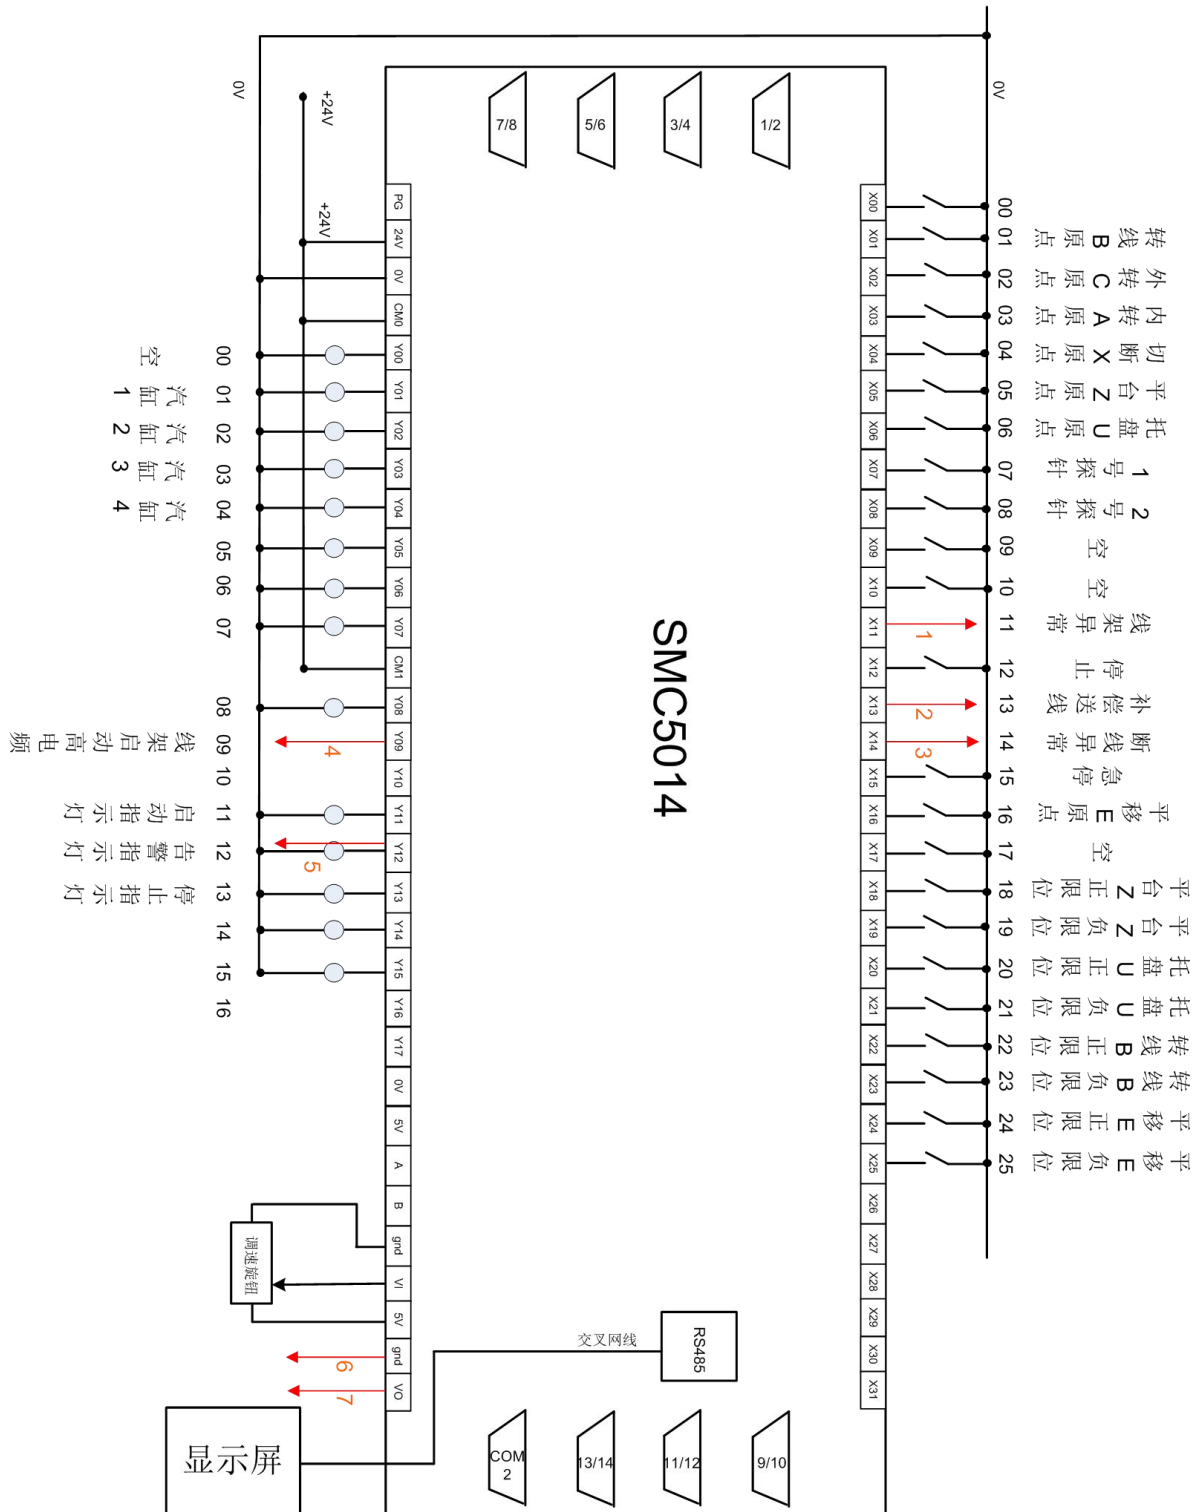 00
01 转线B原点
02 外转C原点
03 内转A原点
04 切断X原点
05 平台Z原点
06 托盘U原点
07 1号探针
08 2号探针
09 空
10 空
11 线架异常
12 停止
13 补偿送线
14 断线异常
15 急停
16 平移E原点
17 空
18 平台Z正限位
19 平台Z负限位
20 托盘U正限位
21 托盘U负限位
22 转线B正限位
23 转线B负限位
24 平移E正限位
25 平移E负限位
0V
1
2
3
X00
X01
X02
X03
X04
X05
X06
X07
X08
X09
X10
X11
X12
X13
X14
X15
X16
X17
X18
X19
X20
X21
X22
X23
X24
X25
X26
X27
X28
X29
X30
X31
1/2
3/4
5/6
7/8
SMC5014
RS485
交叉网线
9/10
11/12
13/14
COM
2
PG
24V
0V
CM0
Y00
Y01
Y02
Y03
Y04
Y05
Y06
Y07
CM1
Y08
Y09
Y10
Y11
Y12
Y13
Y14
Y15
Y16
Y17
0V
5V
A
B
gnd
VI
5V
gnd
VO
+24V
+24V
4
5
6
7
调速旋钮
显示屏
0V
00 空
01 汽缸1
02 汽缸2
03 汽缸3
04 汽缸4
05
06
07
08
09 线架启动高电频
10
11 启动指示灯
12 告警指示灯
13 停止指示灯
14
15
16